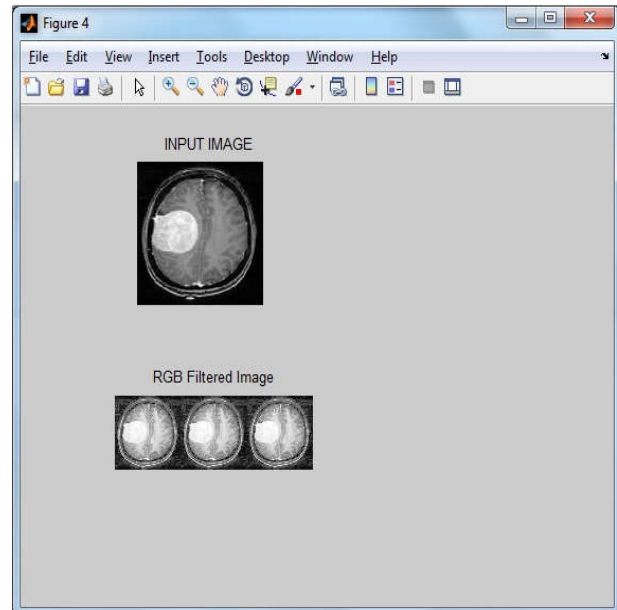 Figure 4
File Edit View Insert Tools Desktop Window Help
INPUT IMAGE
RGB Filtered Image